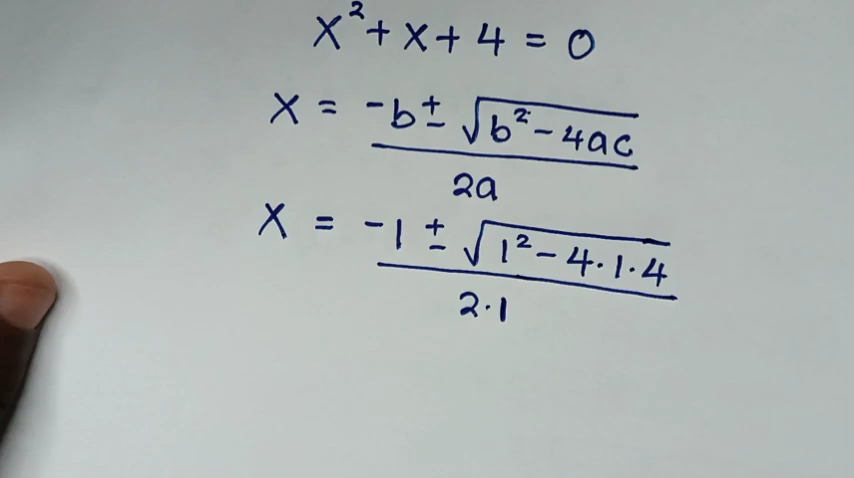 x² + x + 4 = 0
x = -b ± √(b² - 4ac) / 2a
x = -1 ± √(1² - 4·1·4) / 2·1